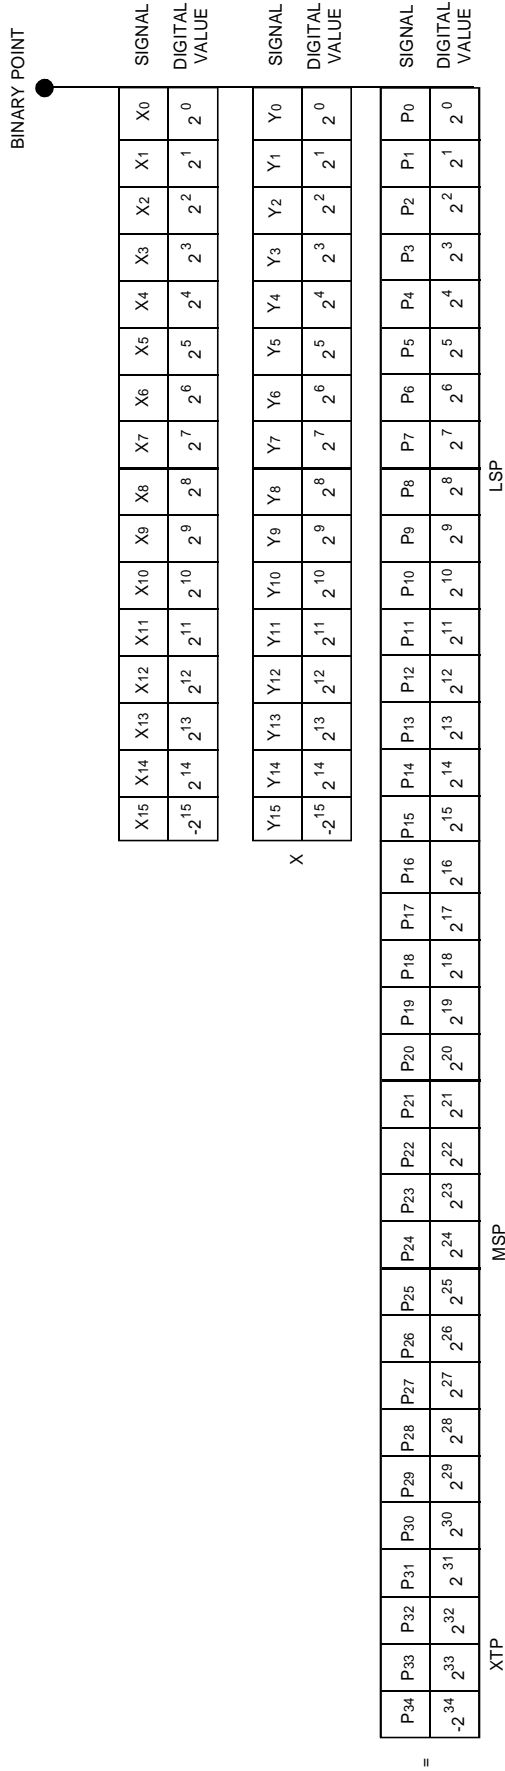 BINARY POINT
X15 X14 X13 X12 X11 X10 X9 X8 X7 X6 X5 X4 X3 X2 X1 X0 SIGNAL
-2^15 2^14 2^13 2^12 2^11 2^10 2^9 2^8 2^7 2^6 2^5 2^4 2^3 2^2 2^1 2^0 DIGITAL
VALUE
X
Y15 Y14 Y13 Y12 Y11 Y10 Y9 Y8 Y7 Y6 Y5 Y4 Y3 Y2 Y1 Y0 SIGNAL
-2^15 2^14 2^13 2^12 2^11 2^10 2^9 2^8 2^7 2^6 2^5 2^4 2^3 2^2 2^1 2^0 DIGITAL
VALUE
=
P34 P33 P32 P31 P30 P29 P28 P27 P26 P25 P24 P23 P22 P21 P20 P19 P18 P17 P16 P15 P14 P13 P12 P11 P10 P9 P8 P7 P6 P5 P4 P3 P2 P1 P0 SIGNAL
-2^34 2^33 2^32 2^31 2^30 2^29 2^28 2^27 2^26 2^25 2^24 2^23 2^22 2^21 2^20 2^19 2^18 2^17 2^16 2^15 2^14 2^13 2^12 2^11 2^10 2^9 2^8 2^7 2^6 2^5 2^4 2^3 2^2 2^1 2^0 DIGITAL
VALUE
XTP MSP LSP